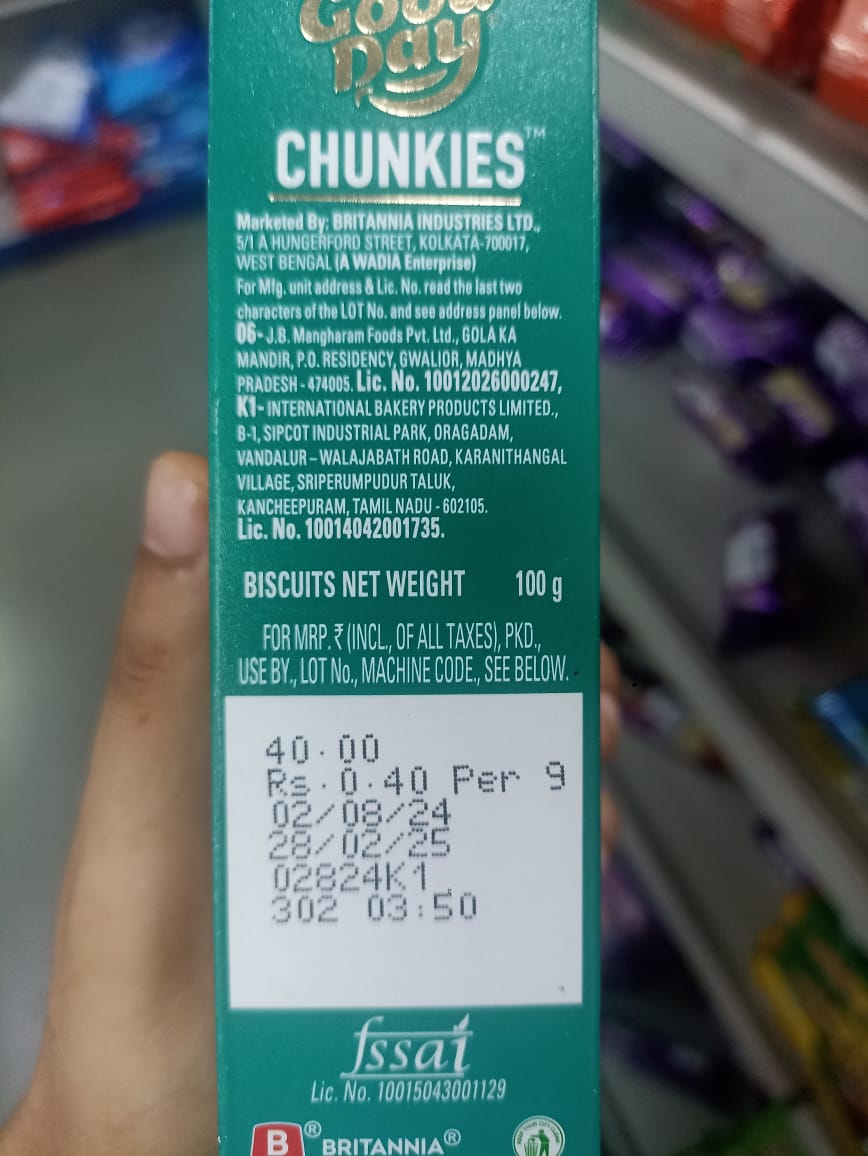 Good
Day
CHUNKIES™
Marketed By: BRITANNIA INDUSTRIES LTD.,
5/1 A HUNGERFORD STREET, KOLKATA-700017,
WEST BENGAL (A WADIA Enterprise)
For Mfg. unit address & Lic. No. read the last two
characters of the LOT No. and see address panel below.
06- J.B. Mangharam Foods Pvt. Ltd., GOLA KA
MANDIR, P.O. RESIDENCY, GWALIOR, MADHYA
PRADESH - 474005. Lic. No. 10012026000247,
K1- INTERNATIONAL BAKERY PRODUCTS LIMITED.,
B-1, SIPCOT INDUSTRIAL PARK, ORAGADAM,
VANDALUR – WALAJABATH ROAD, KARANITHANGAL
VILLAGE, SRIPERUMPUDUR TALUK,
KANCHEEPURAM, TAMIL NADU - 602105.
Lic. No. 10014042001735.
BISCUITS NET WEIGHT 100 g
FOR MRP. ₹ (INCL., OF ALL TAXES), PKD.,
USE BY., LOT No., MACHINE CODE., SEE BELOW.
40.00
Rs.0.40 Per g
02/08/24
28/02/25
02824K1
302 03:50
fssai
Lic. No. 10015043001129
B® BRITANNIA®